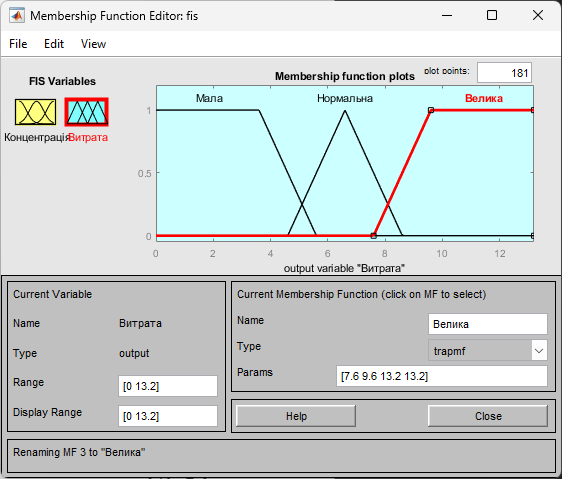 Membership Function Editor: fis
File Edit View
FIS Variables
Концентрація
Витрата
Membership function plots
plot points: 181
Мала Нормальна Велика
1
0.5
0
0 2 4 6 8 10 12
output variable "Витрата"
Current Variable
Name Витрата
Type output
Range [0 13.2]
Display Range [0 13.2]
Current Membership Function (click on MF to select)
Name Велика
Type trapmf
Params [7.6 9.6 13.2 13.2]
Help Close
Renaming MF 3 to "Велика"